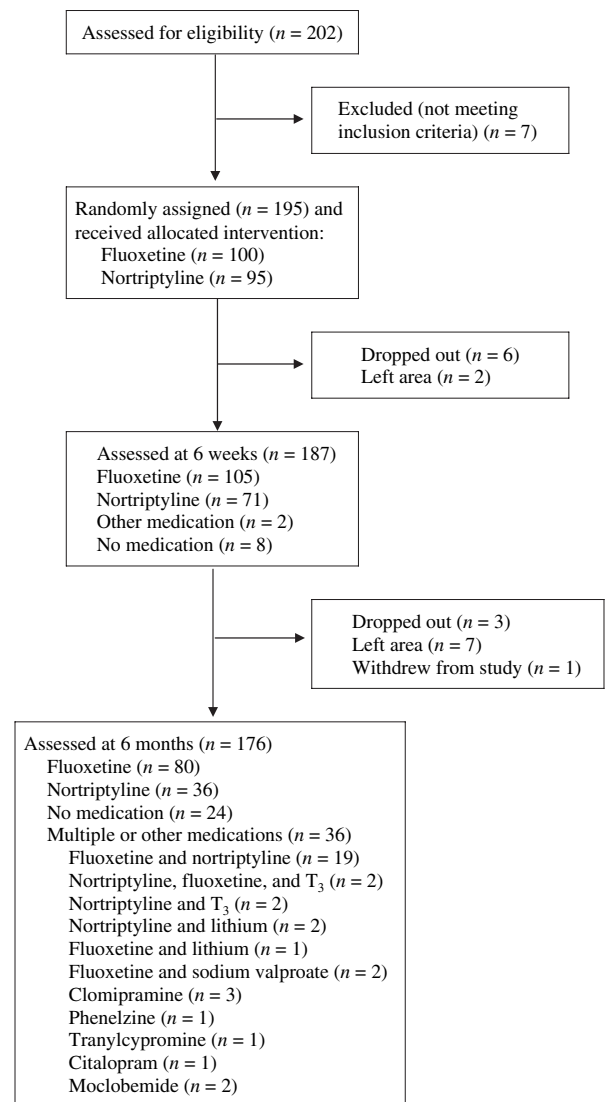 Assessed for eligibility (n = 202)
Excluded (not meeting
inclusion criteria) (n = 7)
Randomly assigned (n = 195) and
received allocated intervention:
Fluoxetine (n = 100)
Nortriptyline (n = 95)
Dropped out (n = 6)
Left area (n = 2)
Assessed at 6 weeks (n = 187)
Fluoxetine (n = 105)
Nortriptyline (n = 71)
Other medication (n = 2)
No medication (n = 8)
Dropped out (n = 3)
Left area (n = 7)
Withdrew from study (n = 1)
Assessed at 6 months (n = 176)
Fluoxetine (n = 80)
Nortriptyline (n = 36)
No medication (n = 24)
Multiple or other medications (n = 36)
Fluoxetine and nortriptyline (n = 19)
Nortriptyline, fluoxetine, and T₃ (n = 2)
Nortriptyline and T₃ (n = 2)
Nortriptyline and lithium (n = 2)
Fluoxetine and lithium (n = 1)
Fluoxetine and sodium valproate (n = 2)
Clomipramine (n = 3)
Phenelzine (n = 1)
Tranylcypromine (n = 1)
Citalopram (n = 1)
Moclobemide (n = 2)